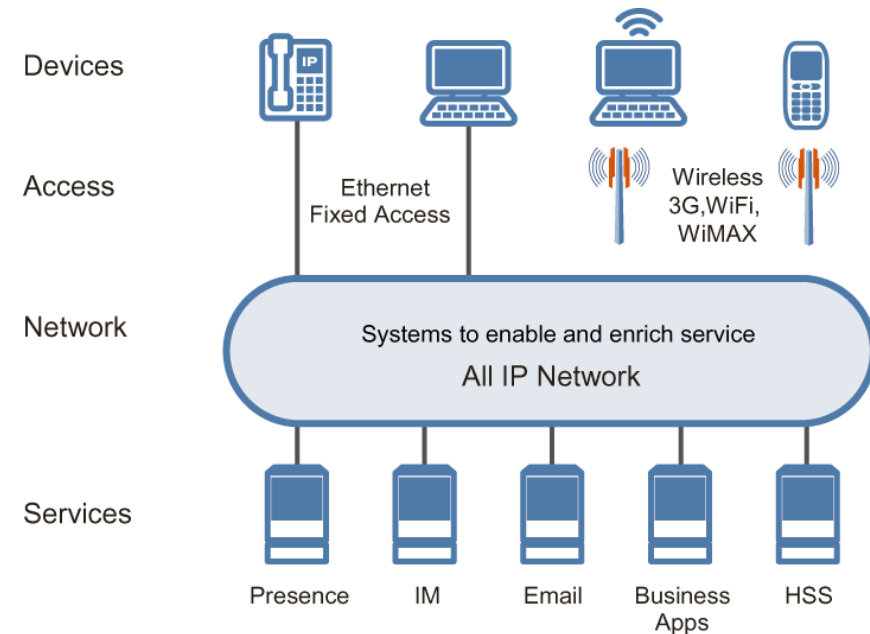 Devices
IP
Access
Ethernet
Fixed Access
Wireless
3G,WiFi,
WiMAX
Network
Systems to enable and enrich service
All IP Network
Services
Presence
IM
Email
Business
Apps
HSS